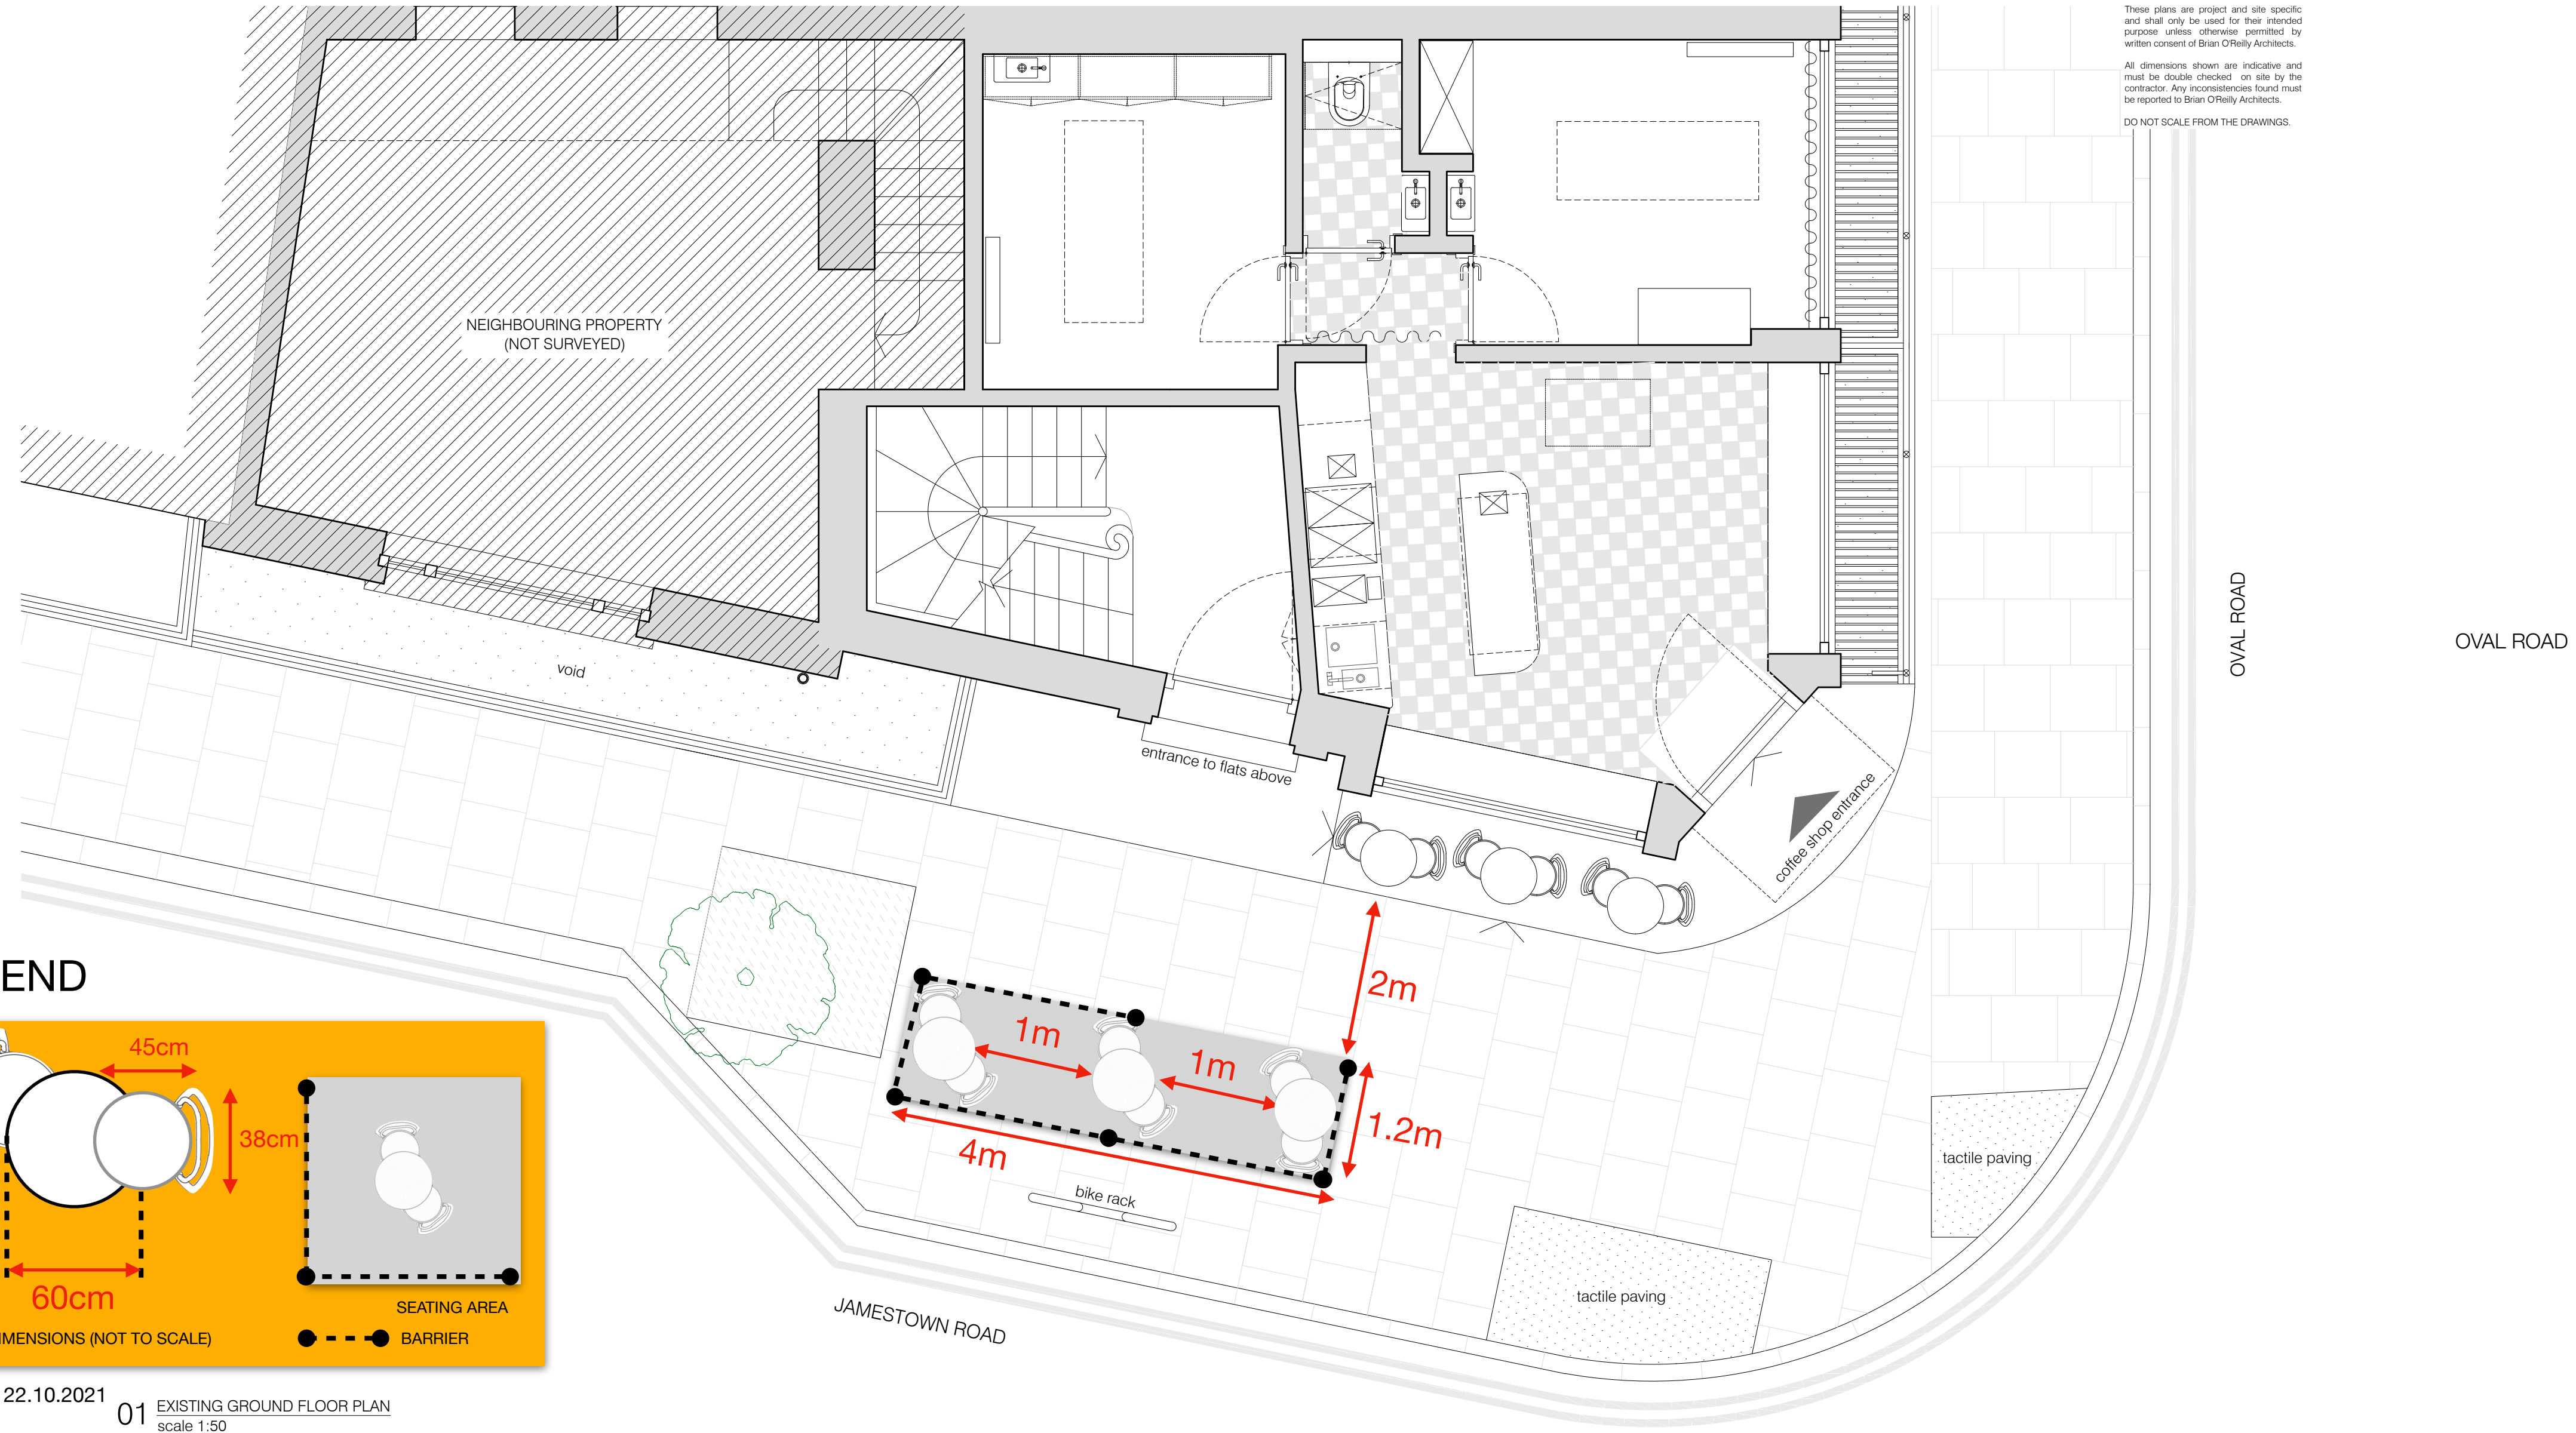 These plans are project and site specific
and shall only be used for their intended
purpose unless otherwise permitted by
written consent of Brian O'Reilly Architects.
All dimensions shown are indicative and
must be double checked on site by the
contractor. Any inconsistencies found must
be reported to Brian O'Reilly Architects.
DO NOT SCALE FROM THE DRAWINGS.
NEIGHBOURING PROPERTY
(NOT SURVEYED)
OVAL ROAD
OVAL ROAD
void
entrance to flats above
coffee shop entrance
2m
1m
1m
1.2m
4m
bike rack
tactile paving
tactile paving
JAMESTOWN ROAD
END
45cm
38cm
60cm
SEATING AREA
IMENSIONS (NOT TO SCALE)
BARRIER
22.10.2021
01 EXISTING GROUND FLOOR PLAN
scale 1:50